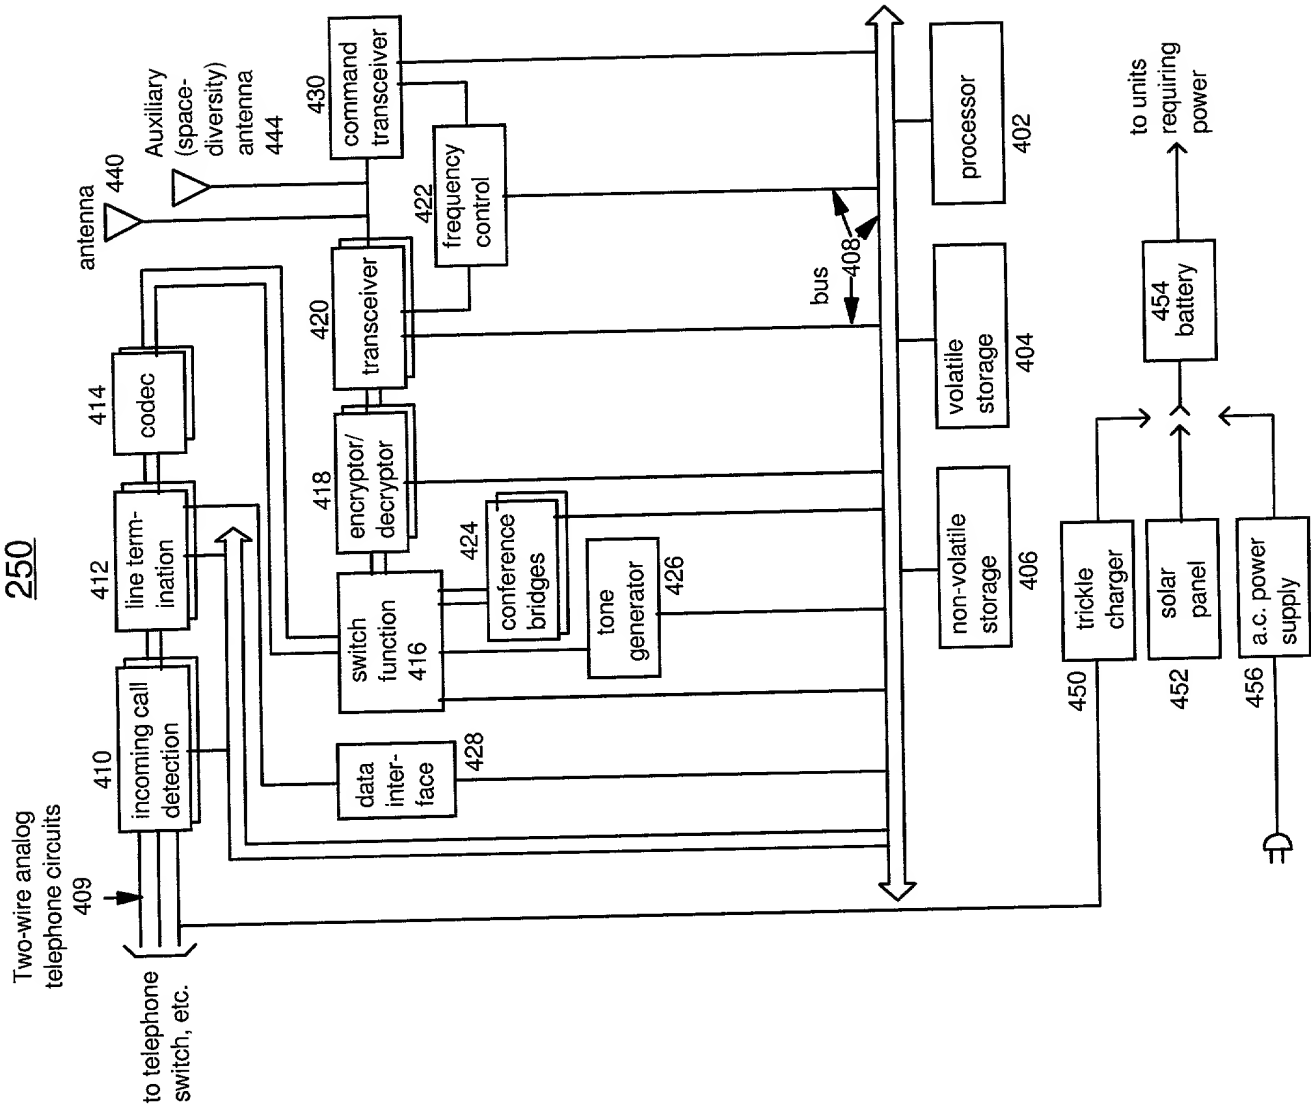 250
Two-wire analog
telephone circuits
409
to telephone
switch, etc.
410
incoming call
detection
412
line term-
ination
414
codec
antenna
440
Auxiliary
(space-
diversity)
antenna
444
428
data
inter-
face
switch
function
416
418
encryptor/
decryptor
420
transceiver
430
command
transceiver
422
frequency
control
424
conference
bridges
426
tone
generator
bus
408
non-volatile
storage
406
volatile
storage
404
processor
402
450
trickle
charger
452
solar
panel
456
a.c. power
supply
454
battery
to units
requiring
power